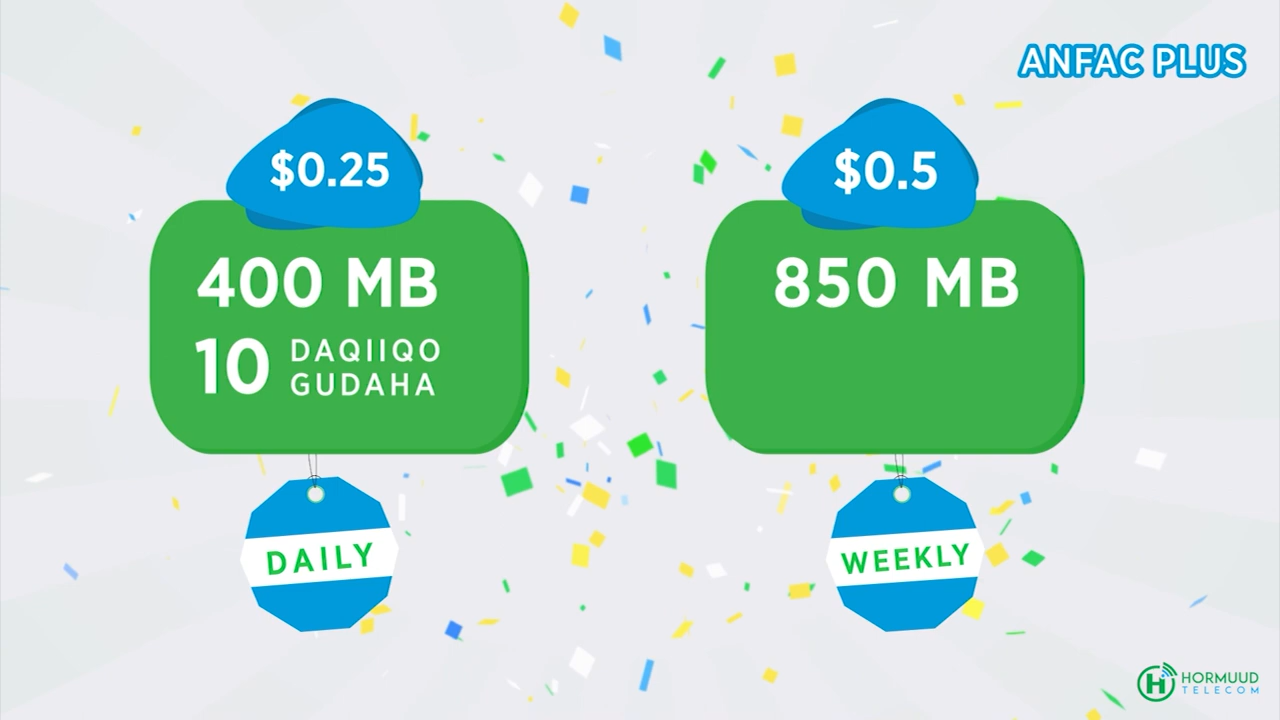 ANFAC PLUS
$0.25
400 MB
10 DAQIIQO
GUDAHA
DAILY
$0.5
850 MB
WEEKLY
HORMUUD
TELECOM